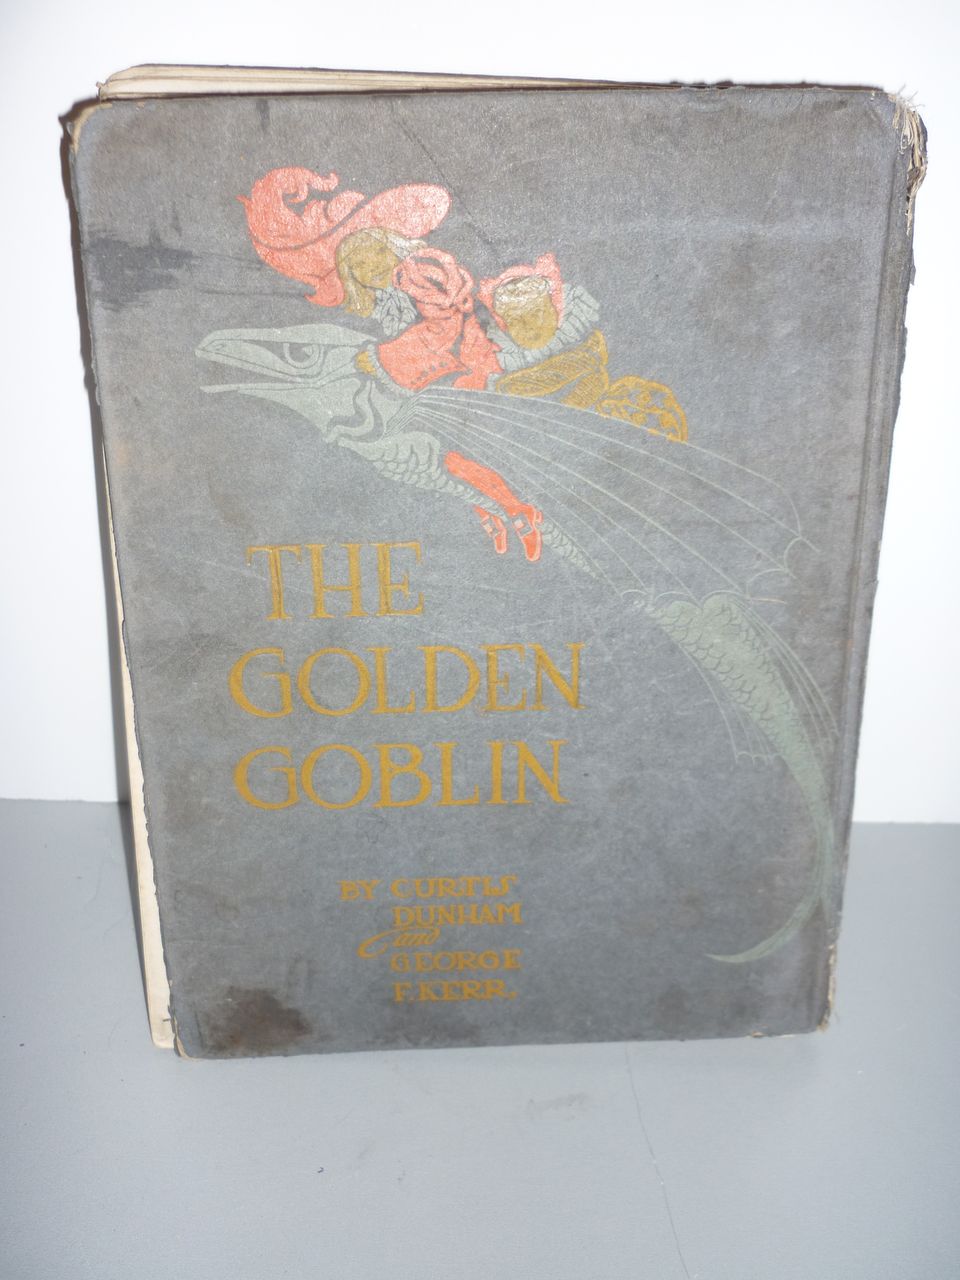 THE
GOLDEN
GOBLIN
BY CURTIS
DUNHAM
and
GEORGE
F. KERR.